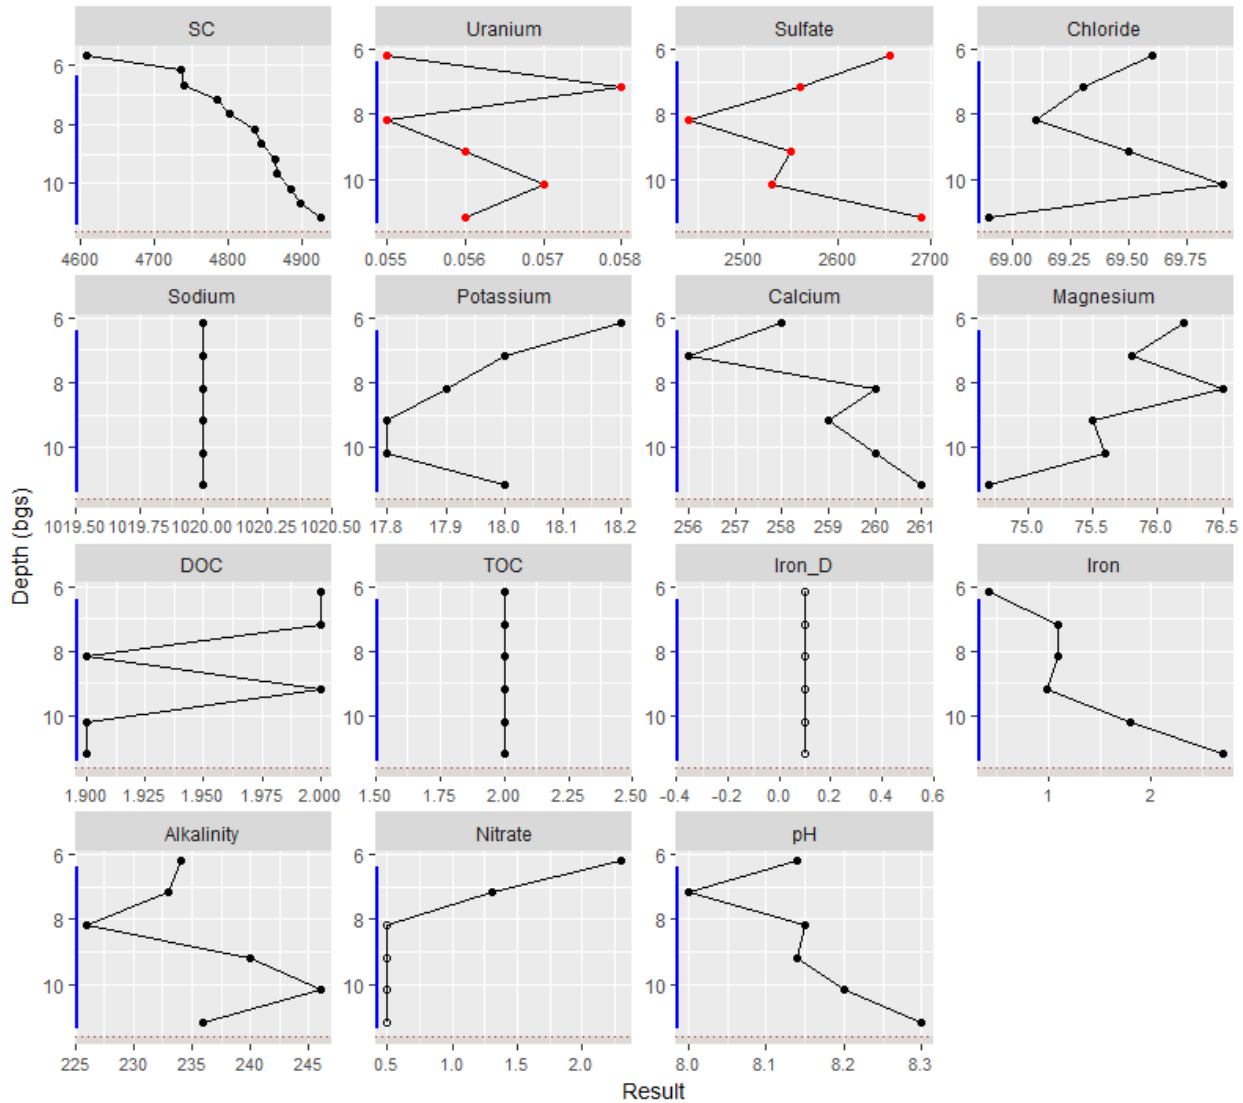 SC Uranium Sulfate Chloride
6 6 6 6
8 8 8 8
10 10 10 10
4600 4700 4800 4900 0.055 0.056 0.057 0.058 2500 2600 2700 69.00 69.25 69.50 69.75
Sodium Potassium Calcium Magnesium
6 6 6 6
8 8 8 8
10 10 10 10
1019.50 1019.75 1020.00 1020.25 1020.50 17.8 17.9 18.0 18.1 18.2 256 257 258 259 260 261 75.0 75.5 76.0 76.5
Depth (bgs)
DOC TOC Iron_D Iron
6 6 6 6
8 8 8 8
10 10 10 10
1.900 1.925 1.950 1.975 2.000 1.50 1.75 2.00 2.25 2.50 -0.4 -0.2 0.0 0.2 0.4 0.6 1 2
Alkalinity Nitrate pH
6 6 6
8 8 8
10 10 10
225 230 235 240 245 0.5 1.0 1.5 2.0 8.0 8.1 8.2 8.3
Result